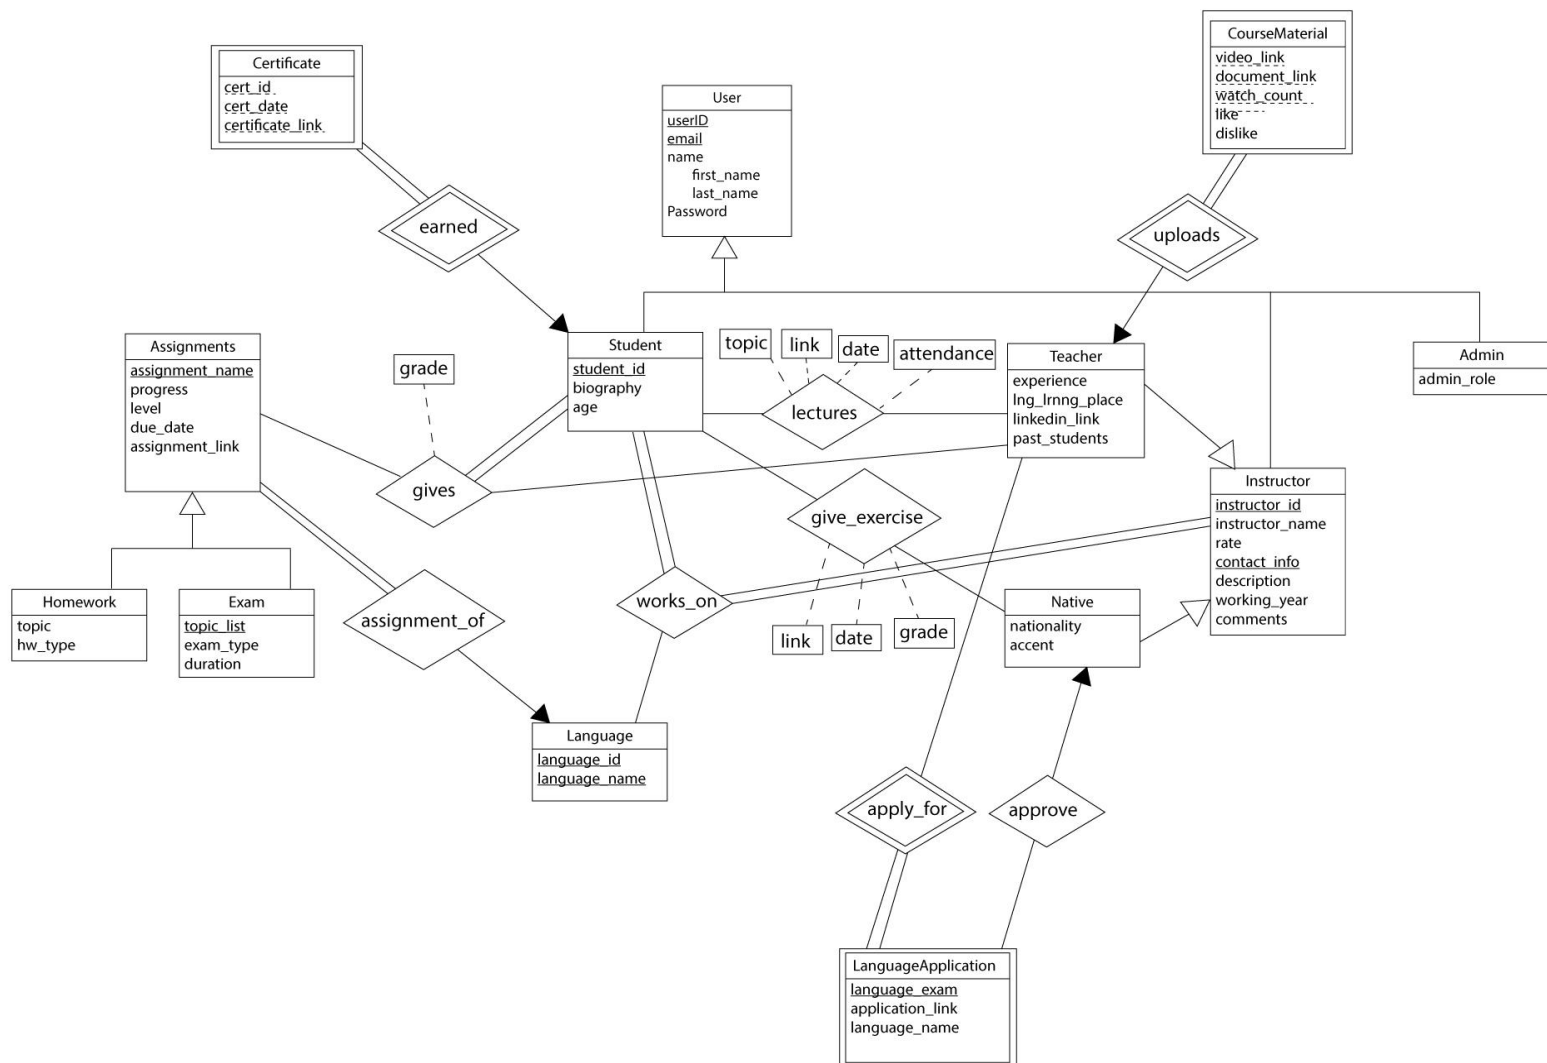 Certificate
cert_id
cert_date
certificate_link
CourseMaterial
video_link
document_link
watch_count
like
dislike
User
userID
email
name
first_name
last_name
Password
earned
uploads
Assignments
assignment_name
progress
level
due_date
assignment_link
grade
Student
student_id
biography
age
topic
link
date
attendance
lectures
Teacher
experience
lng_lrnng_place
linkedin_link
past_students
Admin
admin_role
gives
give_exercise
Instructor
instructor_id
instructor_name
rate
contact_info
description
working_year
comments
Homework
topic
hw_type
Exam
topic_list
exam_type
duration
assignment_of
works_on
link
date
grade
Native
nationality
accent
Language
language_id
language_name
apply_for
approve
LanguageApplication
language_exam
application_link
language_name